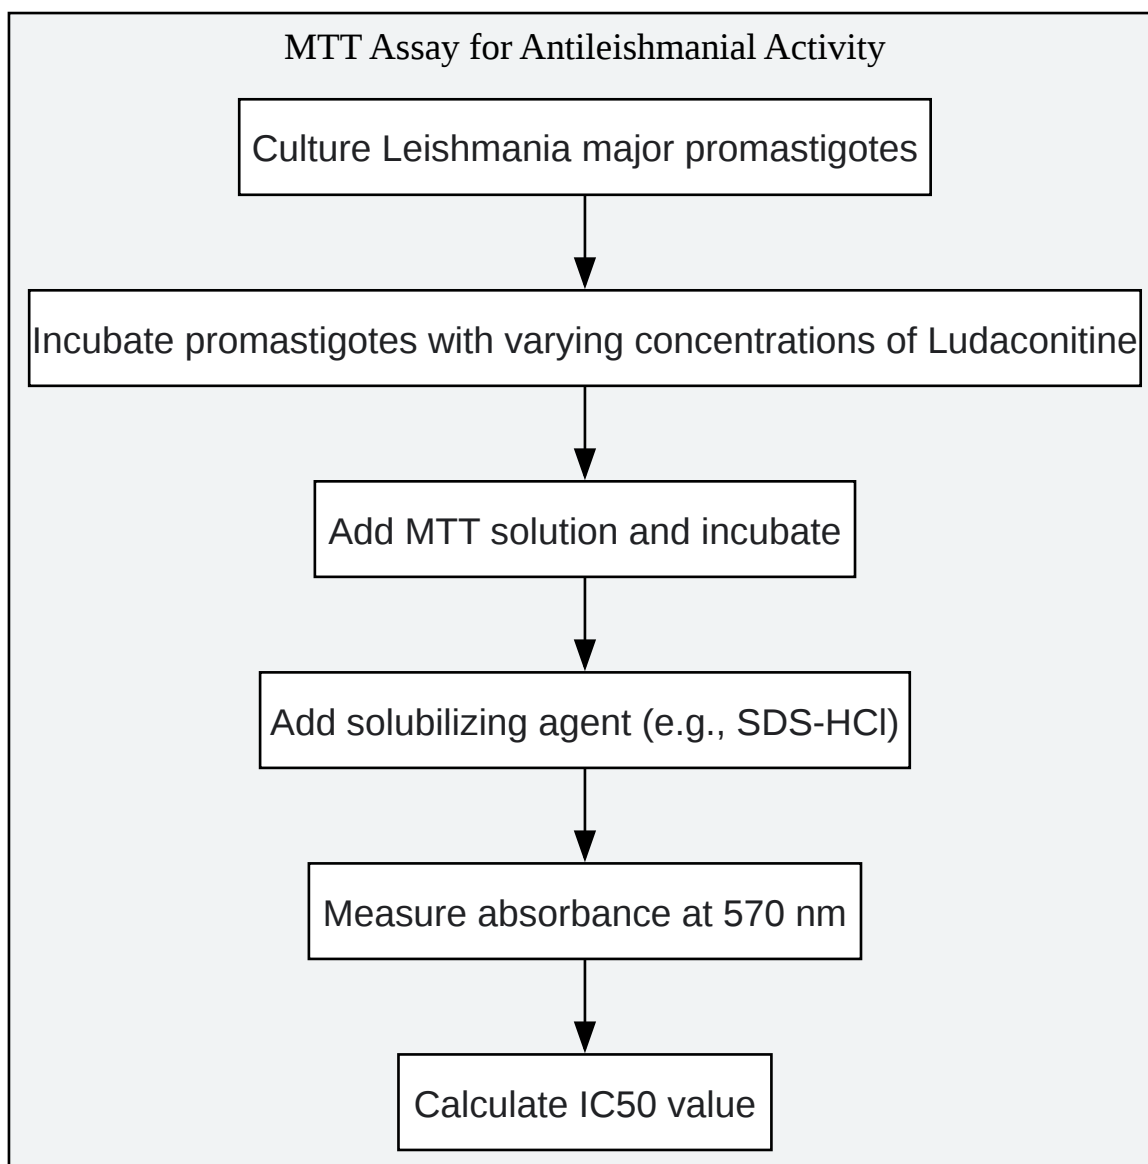 MTT Assay for Antileishmanial Activity
Culture Leishmania major promastigotes
Incubate promastigotes with varying concentrations of Ludaconitine
Add MTT solution and incubate
Add solubilizing agent (e.g., SDS-HCl)
Measure absorbance at 570 nm
Calculate IC50 value